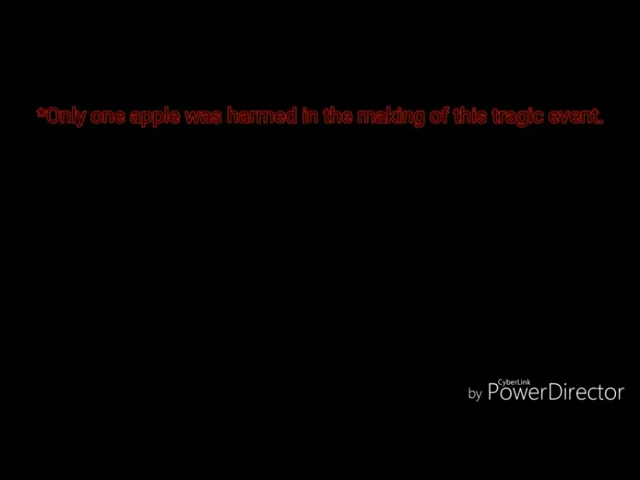 *Only one apple was harmed in the making of this tragic event.
CyberLink
by PowerDirector